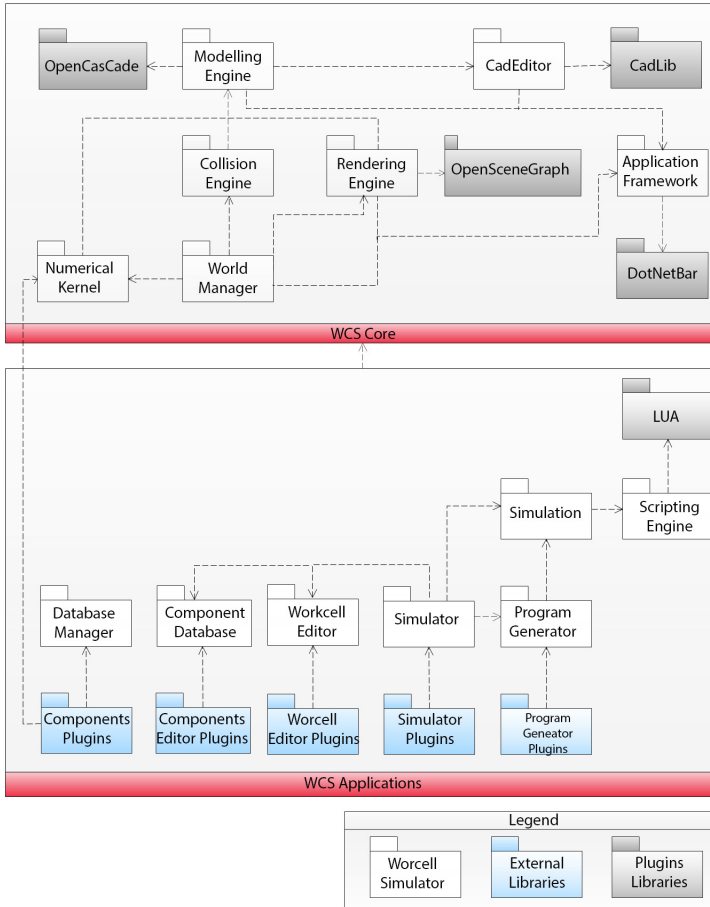 OpenCasCade
Modelling
Engine
CadEditor
CadLib
Collision
Engine
Rendering
Engine
OpenSceneGraph
Application
Framework
Numerical
Kernel
World
Manager
DotNetBar
WCS Core
LUA
Simulation
Scripting
Engine
Database
Manager
Component
Database
Workcell
Editor
Simulator
Program
Generator
Components
Plugins
Components
Editor Plugins
Worcell
Editor Plugins
Simulator
Plugins
Program
Geneator
Plugins
WCS Applications
Legend
Worcell
Simulator
External
Libraries
Plugins
Libraries